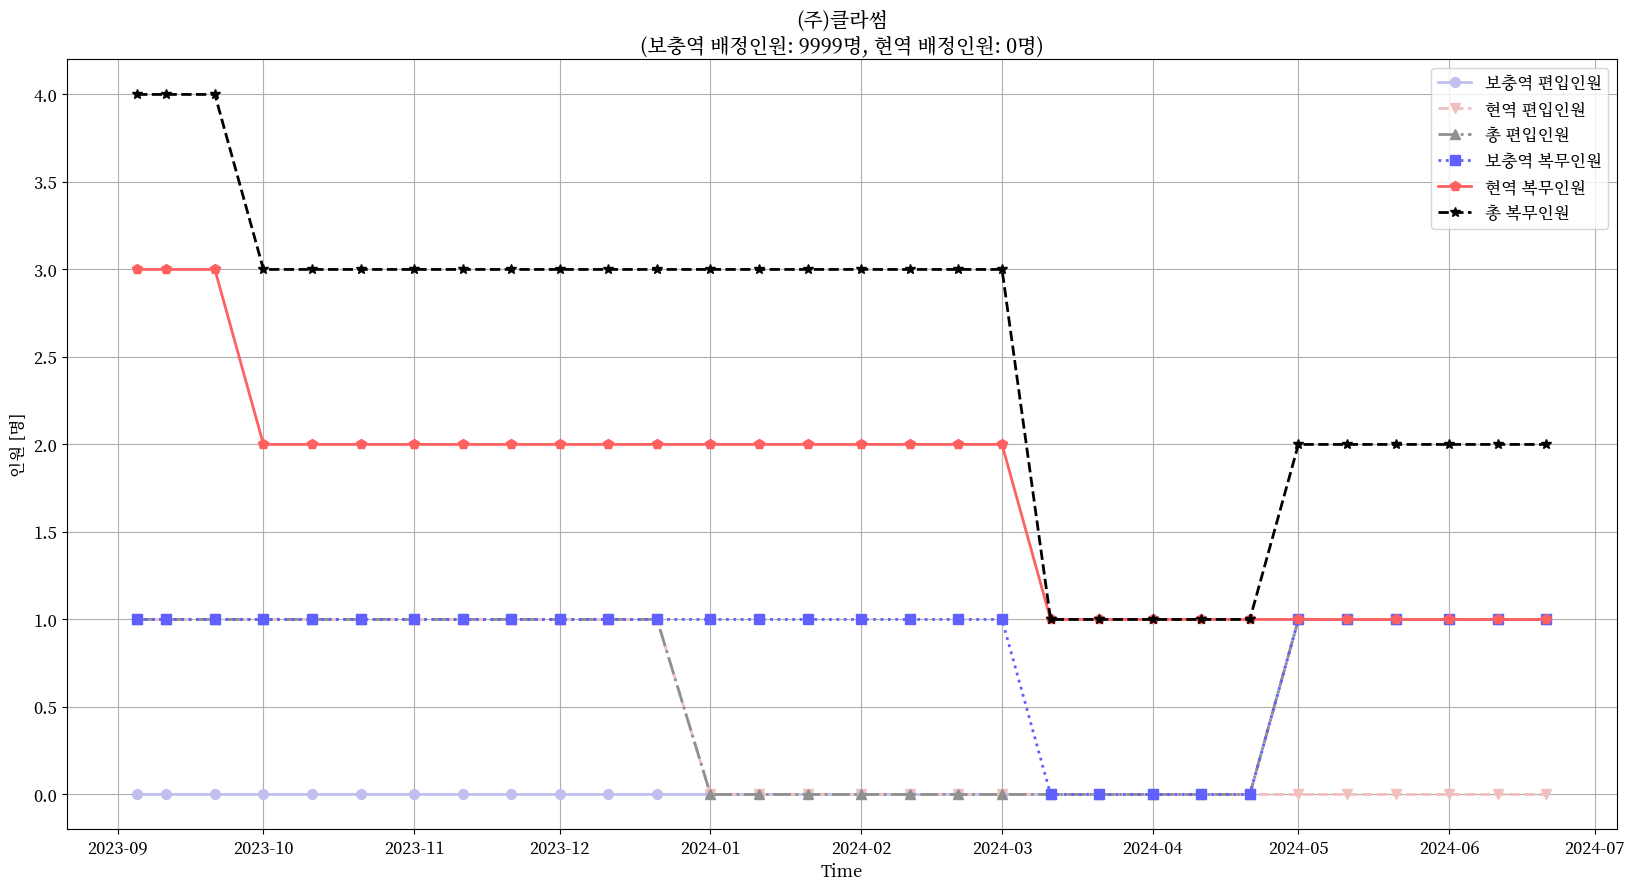 (주)클라썸
(보충역 배정인원: 9999명, 현역 배정인원: 0명)
보충역 편입인원
현역 편입인원
총 편입인원
보충역 복무인원
현역 복무인원
총 복무인원
인원 [명]
4.0
3.5
3.0
2.5
2.0
1.5
1.0
0.5
0.0
2023-09 2023-10 2023-11 2023-12 2024-01 2024-02 2024-03 2024-04 2024-05 2024-06 2024-07
Time